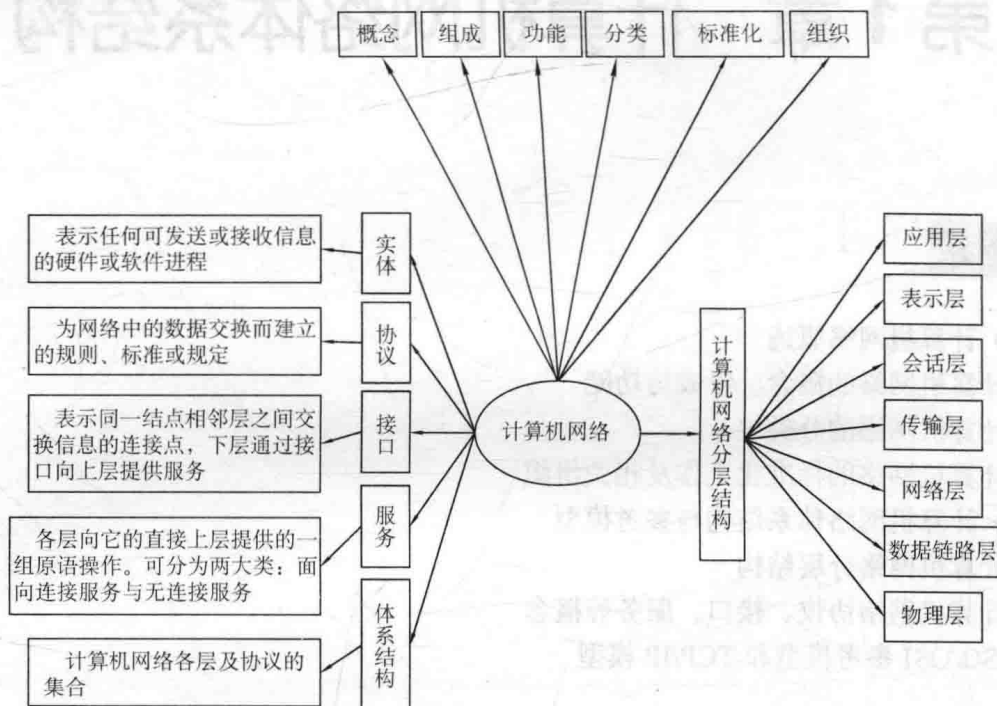 概念
组成
功能
分类
标准化
组织
表示任何可发送或接收信息
的硬件或软件进程
实体
为网络中的数据交换而建立
的规则、标准或规定
协议
表示同一结点相邻层之间交
换信息的连接点，下层通过接
口向上层提供服务
接口
各层向它的直接上层提供的一
组原语操作。可分为两大类：面
向连接服务与无连接服务
服务
计算机网络各层及协议的
集合
体系结构
计算机网络
计算机网络分层结构
应用层
表示层
会话层
传输层
网络层
数据链路层
物理层